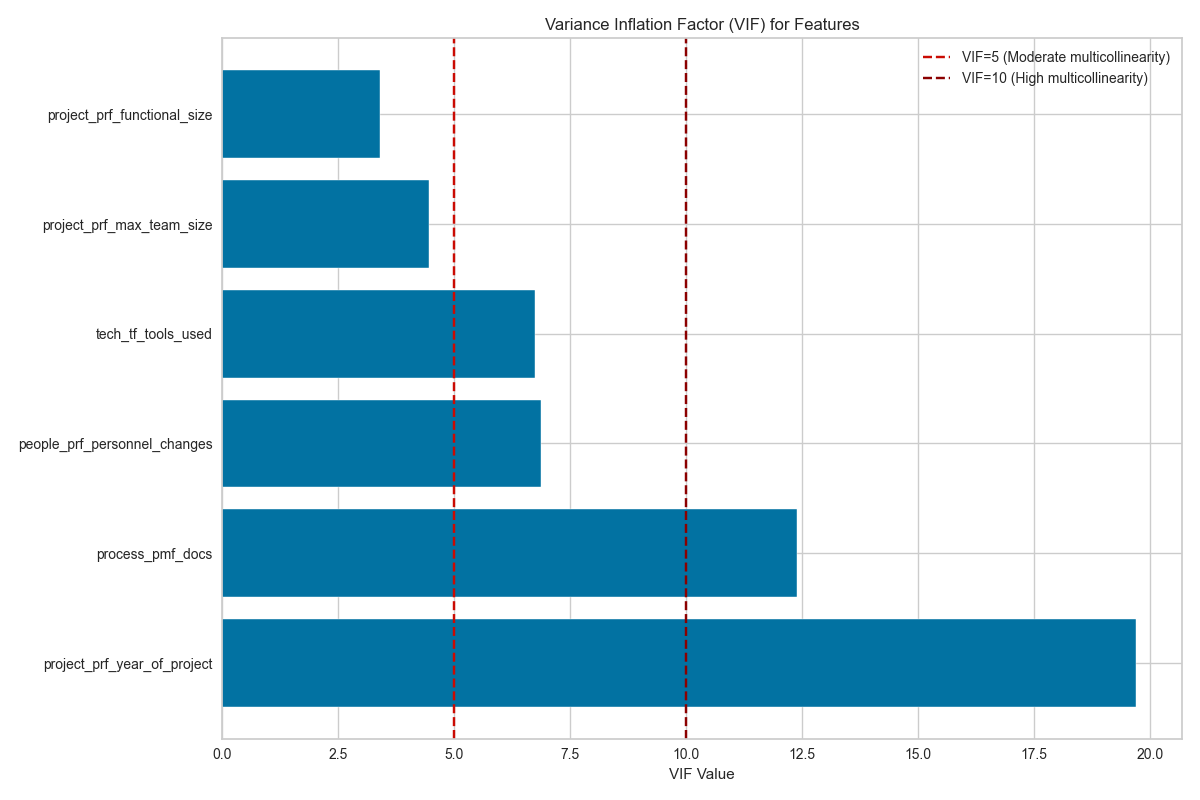 Variance Inflation Factor (VIF) for Features
VIF=5 (Moderate multicollinearity)
VIF=10 (High multicollinearity)
project_prf_functional_size
project_prf_max_team_size
tech_tf_tools_used
people_prf_personnel_changes
process_pmf_docs
project_prf_year_of_project
0.0 2.5 5.0 7.5 10.0 12.5 15.0 17.5 20.0
VIF Value